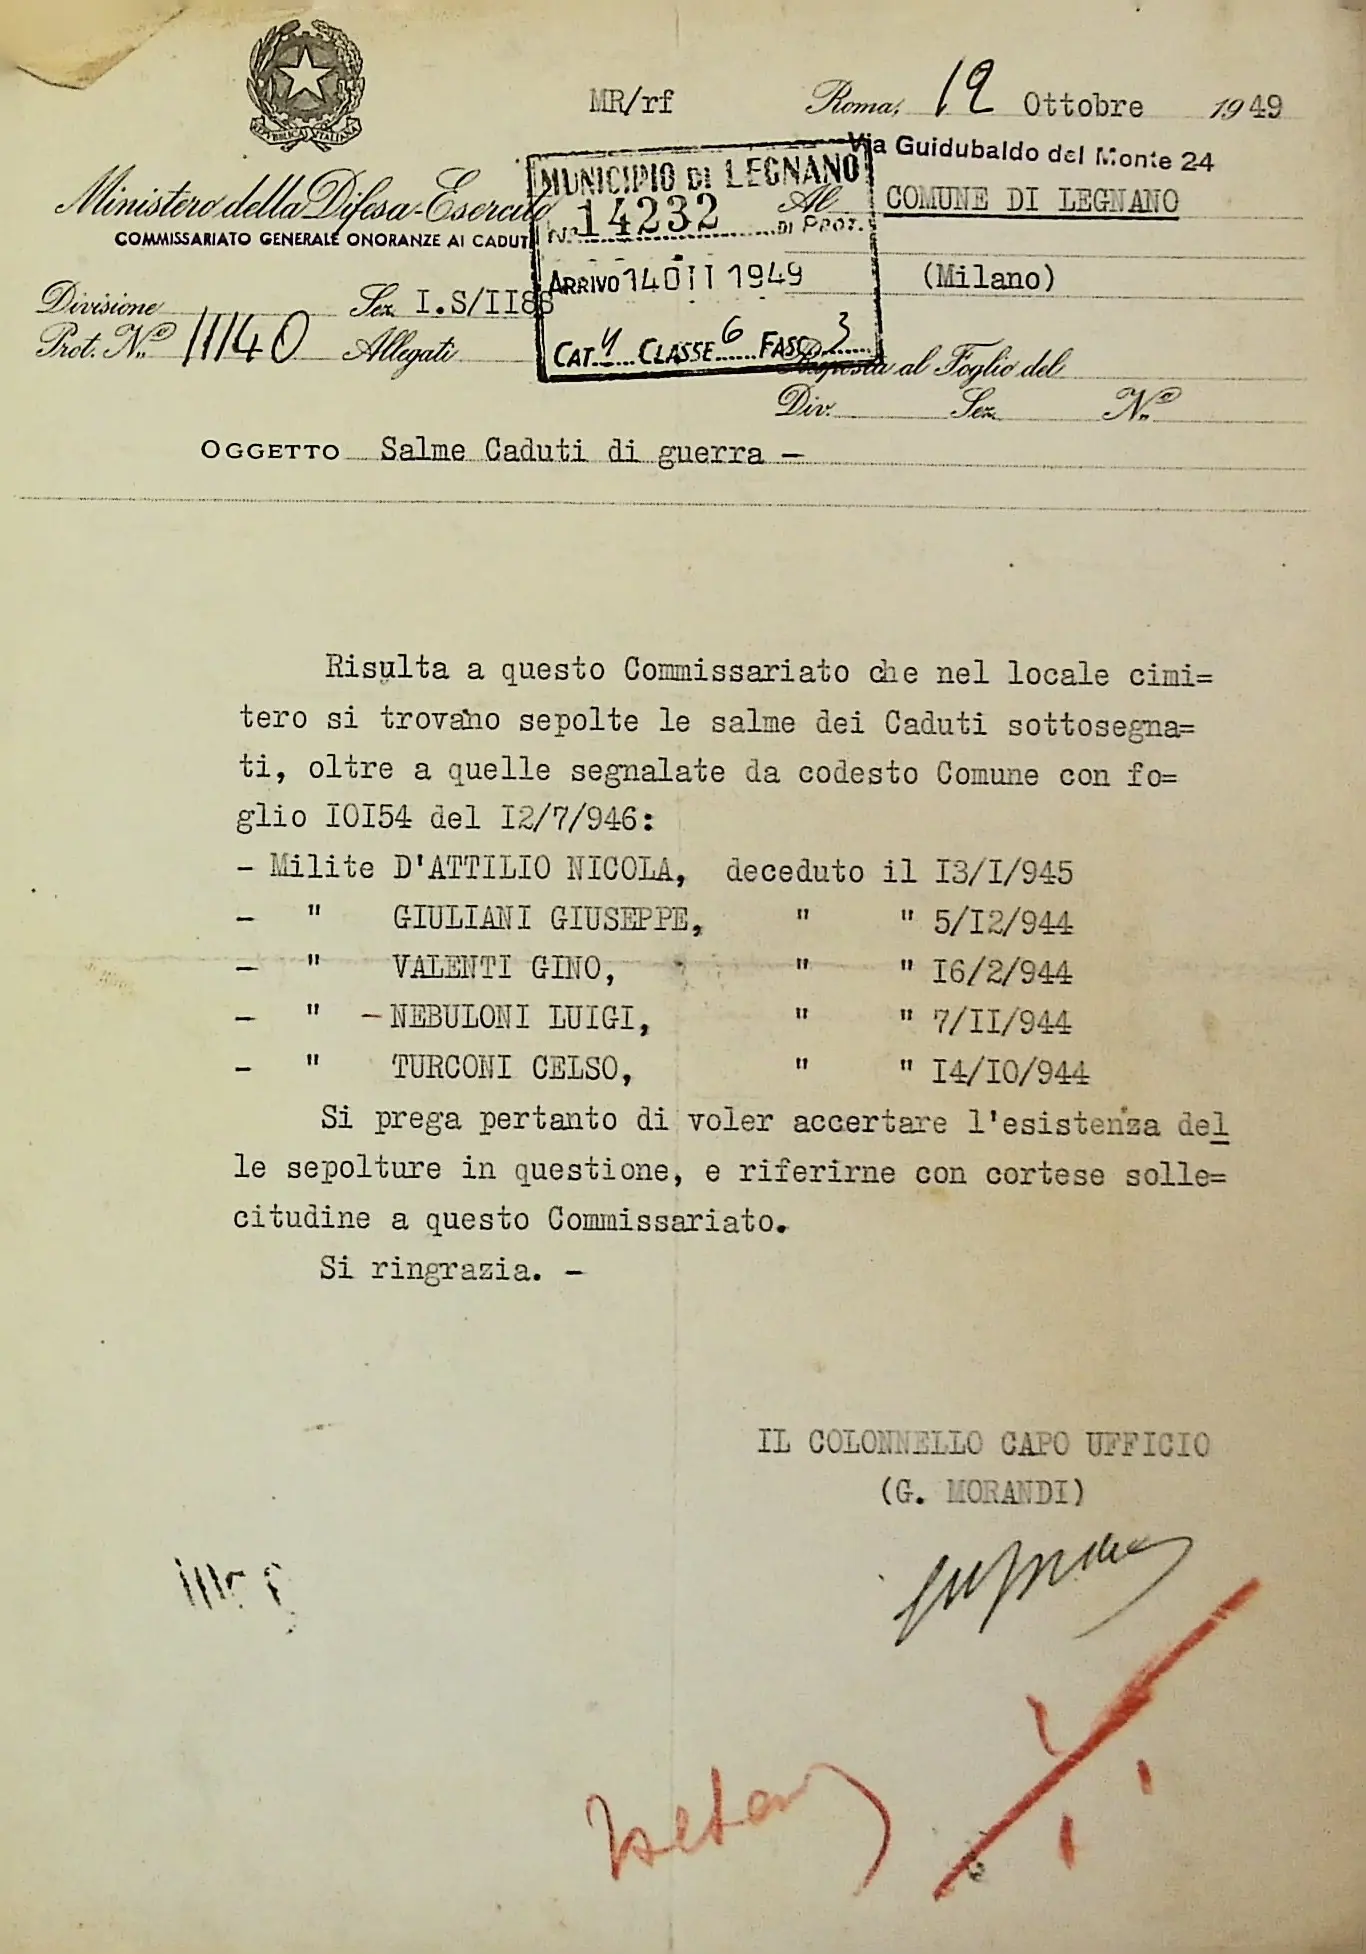 REPVBBLICA ITALIANA
MR/rf
Roma, 12 Ottobre 1949
Via Guidubaldo del Monte 24
Ministero della Difesa-Esercito
COMMISSARIATO GENERALE ONORANZE AI CADUTI
MUNICIPIO DI LEGNANO
N.° 14232 DI PROT.
ARRIVO 14 OTT 1949
CAT. 4 CLASSE 6 FASC. 3
Al COMUNE DI LEGNANO
(Milano)
Divisione Sez. I.S/II88
Prot. N.° 11140 Allegati
Risposta al Foglio del
Div. Sez. N.°
OGGETTO Salme Caduti di guerra -
Risulta a questo Commissariato che nel locale cimi=
tero si trovano sepolte le salme dei Caduti sottosegna=
ti, oltre a quelle segnalate da codesto Comune con fo=
glio IOI54 del I2/7/946:
- Milite D'ATTILIO NICOLA, deceduto il I3/I/945
- " GIULIANI GIUSEPPE, " " 5/I2/944
- " VALENTI GINO, " " I6/2/944
- " - NEBULONI LUIGI, " " 7/II/944
- " TURCONI CELSO, " " I4/IO/944
Si prega pertanto di voler accertare l'esistenza del
le sepolture in questione, e riferirne con cortese solle=
citudine a questo Commissariato.
Si ringrazia. -
IL COLONNELLO CAPO UFFICIO
(G. MORANDI)